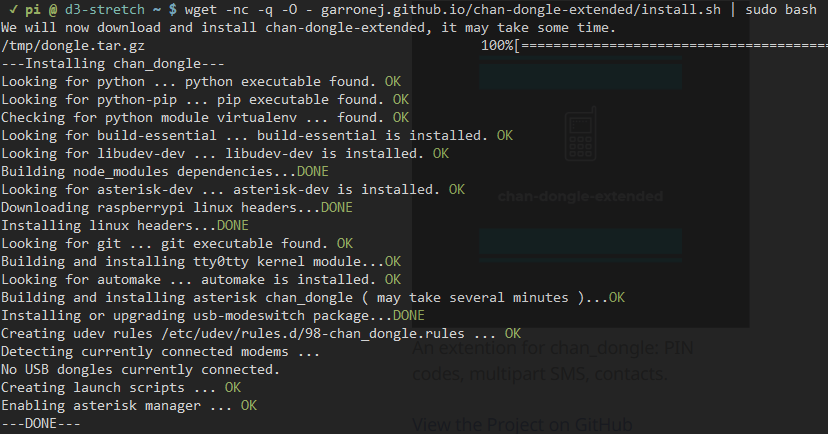 ✓ pi @ d3-stretch ~ $ wget -nc -q -O - garronej.github.io/chan-dongle-extended/install.sh | sudo bash
We will now download and install chan-dongle-extended, it may take some time.
/tmp/dongle.tar.gz 100%[======================================
---Installing chan_dongle---
Looking for python ... python executable found. OK
Looking for python-pip ... pip executable found. OK
Checking for python module virtualenv ... found. OK
Looking for build-essential ... build-essential is installed. OK
Looking for libudev-dev ... libudev-dev is installed. OK
Building node_modules dependencies...DONE
Looking for asterisk-dev ... asterisk-dev is installed. OK
chan-dongle-extended
Downloading raspberrypi linux headers...DONE
Installing linux headers...DONE
Looking for git ... git executable found. OK
Building and installing tty0tty kernel module...OK
Looking for automake ... automake is installed. OK
Building and installing asterisk chan_dongle ( may take several minutes )...OK
Installing or upgrading usb-modeswitch package...DONE
Creating udev rules /etc/udev/rules.d/98-chan_dongle.rules ... OK
Detecting currently connected modems ...
No USB dongles currently connected.
Creating launch scripts ... OK
Enabling asterisk manager ... OK
---DONE---
An extention for chan_dongle: PIN
codes, multipart SMS, contacts.
View the Project on GitHub